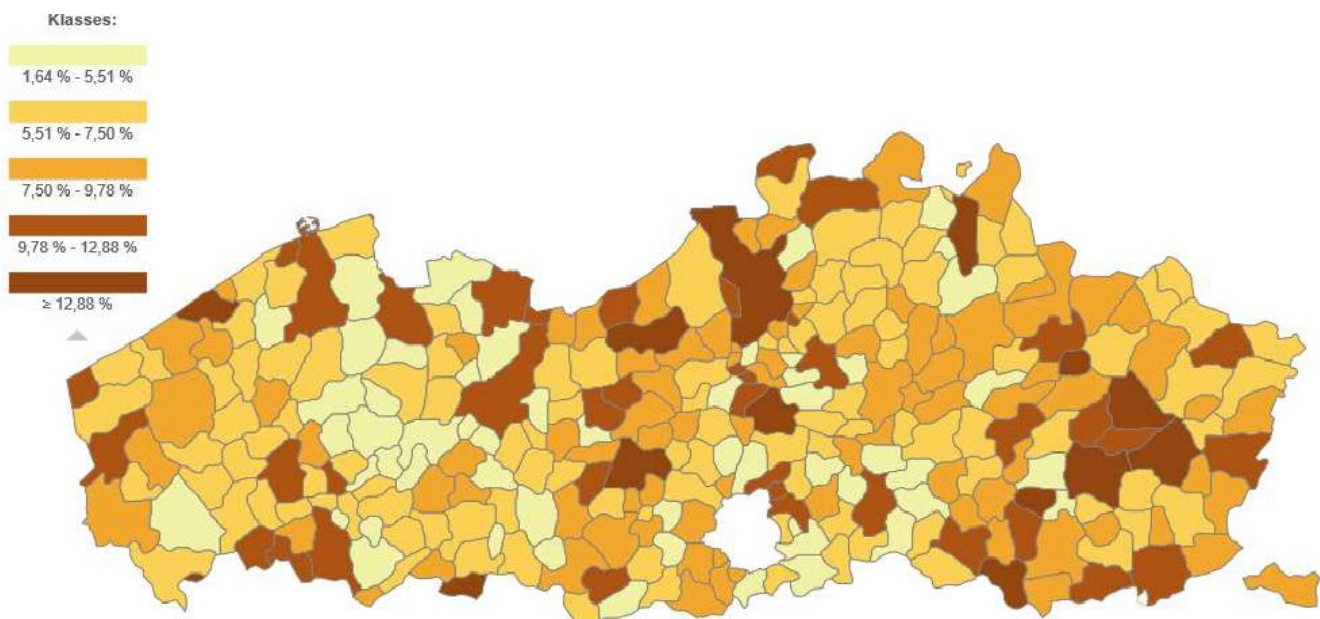 Klasses:
1,64 % - 5,51 %
5,51 % - 7,50 %
7,50 % - 9,78 %
9,78 % - 12,88 %
≥ 12,88 %